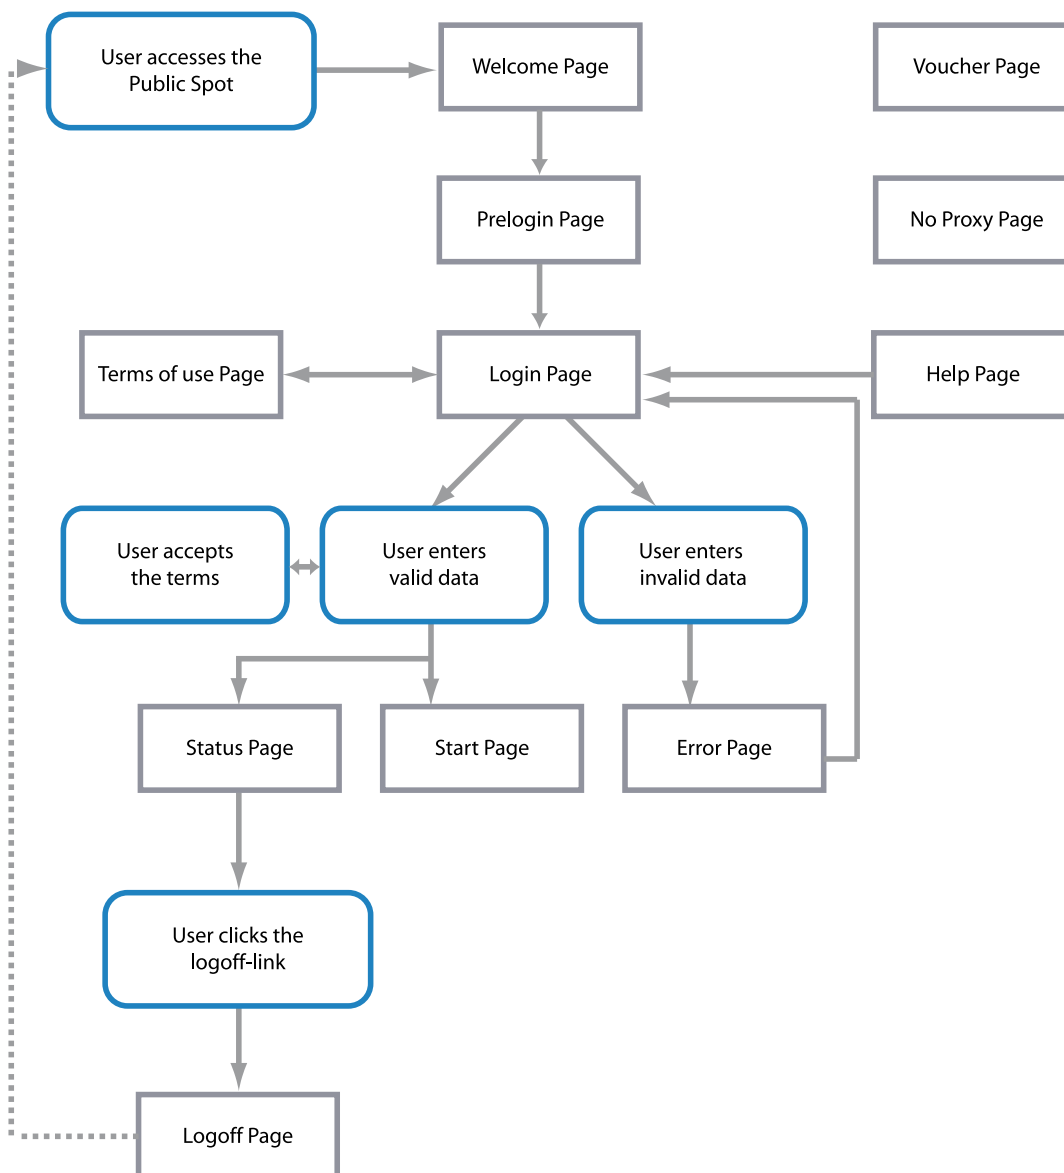 User accesses the
Public Spot
Welcome Page
Voucher Page
Prelogin Page
No Proxy Page
Terms of use Page
Login Page
Help Page
User accepts
the terms
User enters
valid data
User enters
invalid data
Status Page
Start Page
Error Page
User clicks the
logoff-link
Logoff Page